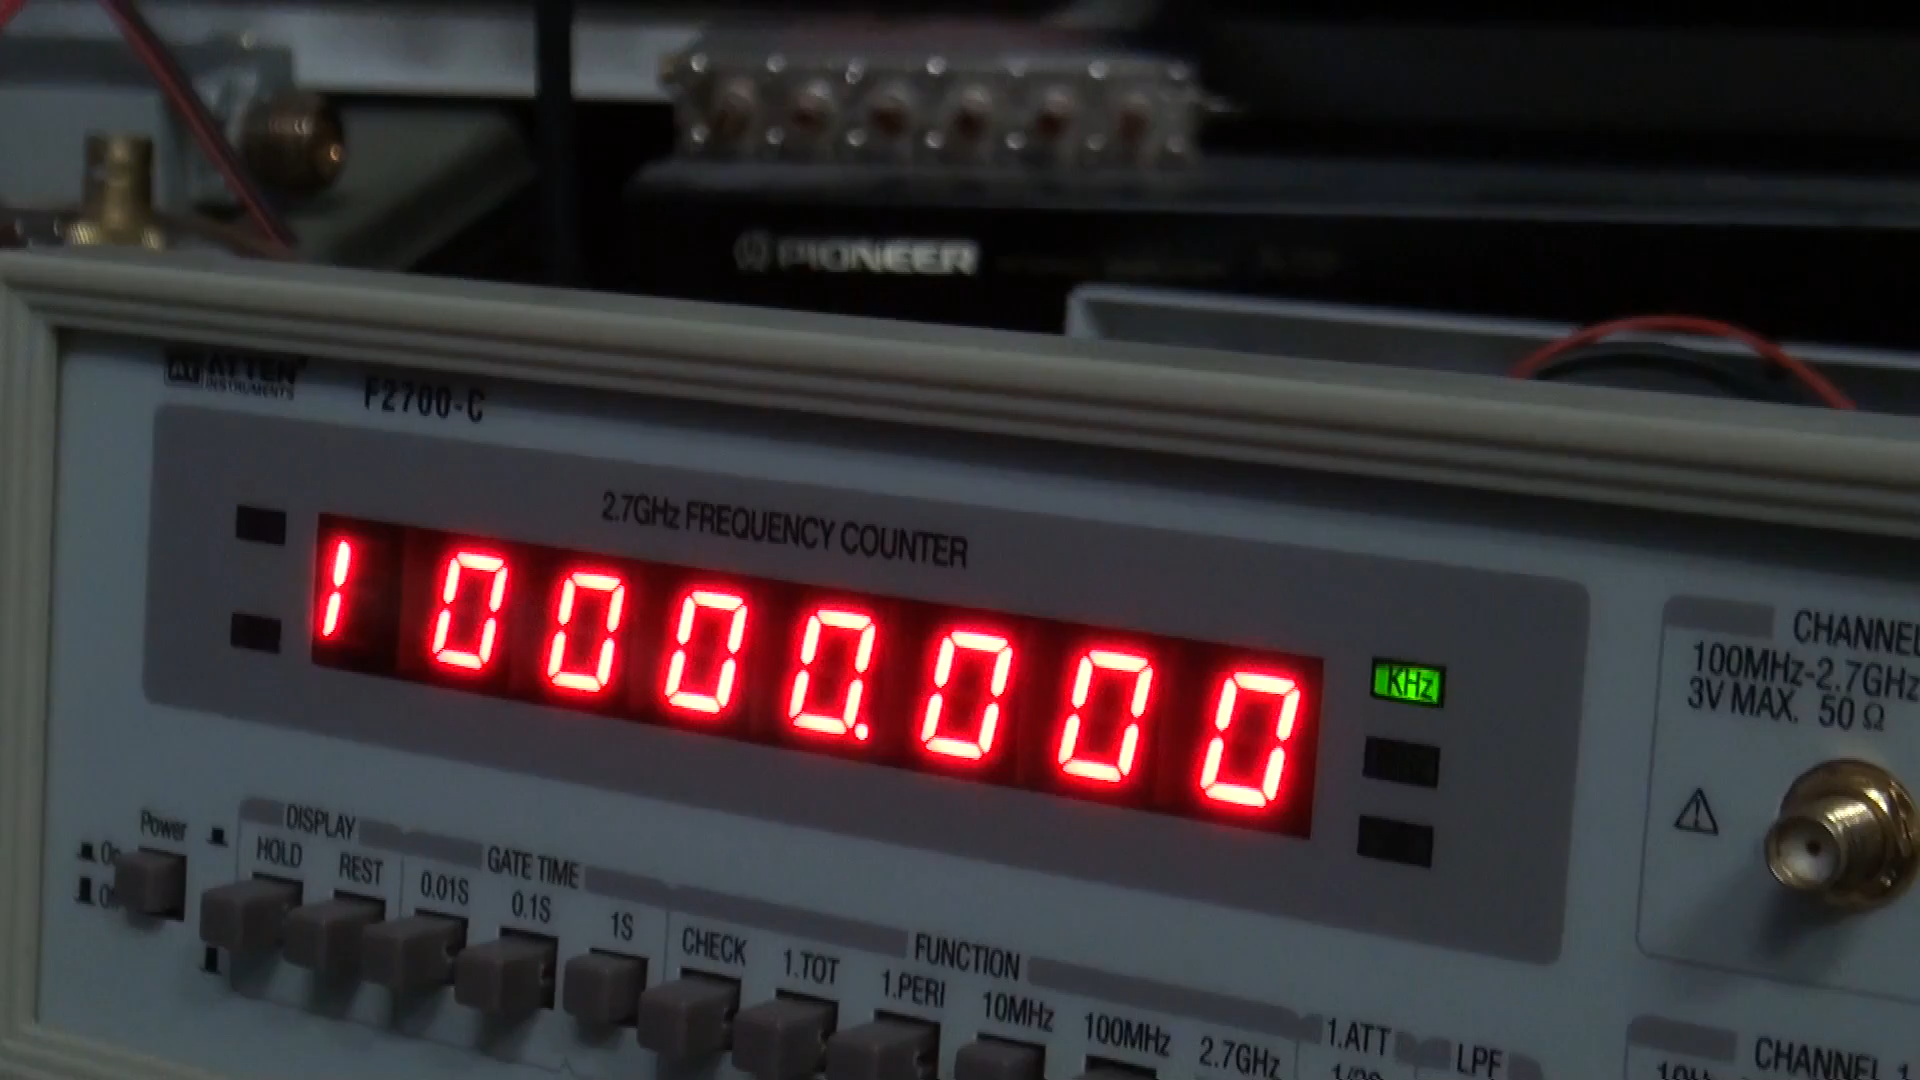 PIONEER
ATTEN
INSTRUMENTS
F2700-C
2.7GHz FREQUENCY COUNTER
10000.000
KHz
CHANNEL
100MHz-2.7GHz
3V MAX. 50 Ω
Power
On
DISPLAY
HOLD
REST
GATE TIME
0.01S
0.1S
1S
FUNCTION
CHECK
1.TOT
1.PERI
10MHz
100MHz
2.7GHz
1.ATT
LPF
CHANNEL 1